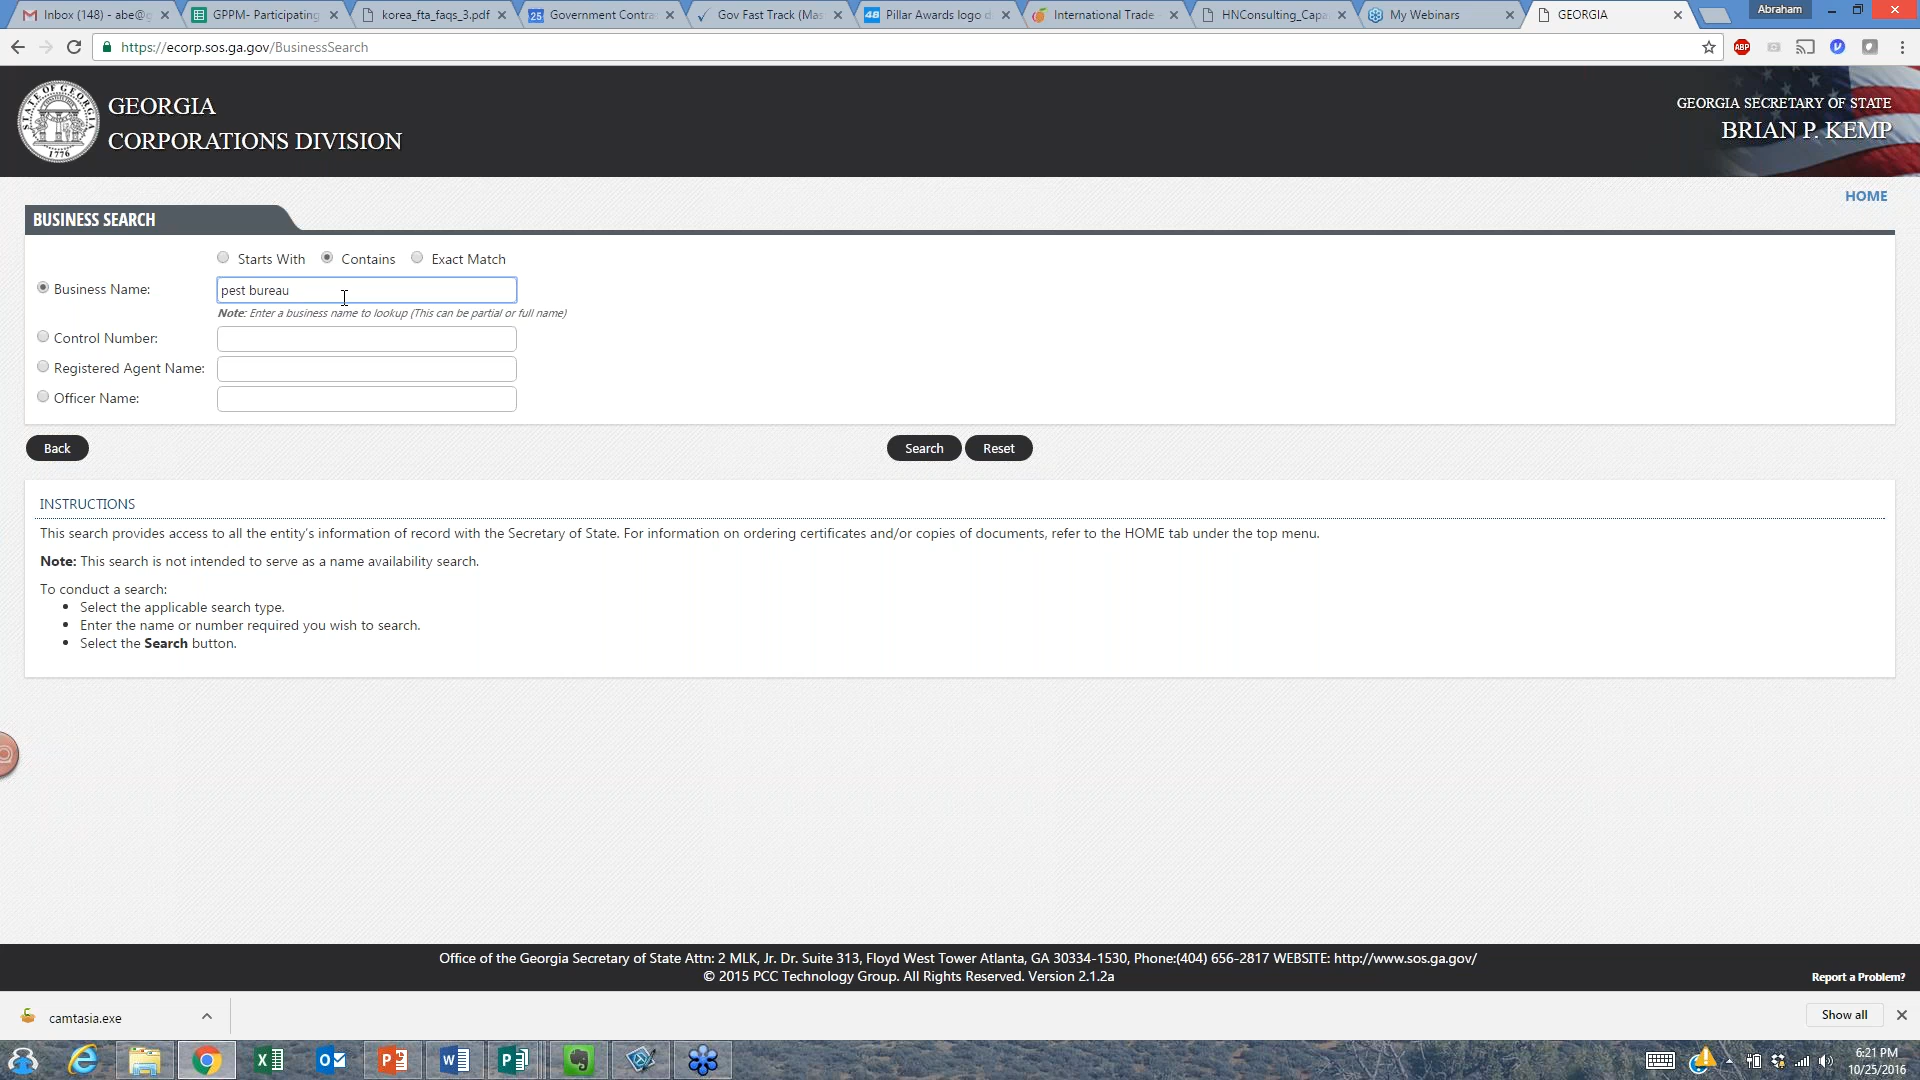 Inbox (148) - abe@g
GPPM- Participating
korea_fta_faqs_3.pdf
25 Government Contra
Gov Fast Track (Mas
48 Pillar Awards logo d
International Trade
HNConsulting_Capa
My Webinars
GEORGIA
Abraham
https://ecorp.sos.ga.gov/BusinessSearch
ABP
STATE OF GEORGIA
1776
GEORGIA
CORPORATIONS DIVISION
GEORGIA SECRETARY OF STATE
BRIAN P. KEMP
HOME
BUSINESS SEARCH
Starts With Contains Exact Match
Business Name: pest bureau
Note: Enter a business name to lookup (This can be partial or full name)
Control Number:
Registered Agent Name:
Officer Name:
Back Search Reset
INSTRUCTIONS
This search provides access to all the entity's information of record with the Secretary of State. For information on ordering certificates and/or copies of documents, refer to the HOME tab under the top menu.
Note: This search is not intended to serve as a name availability search.
To conduct a search:
Select the applicable search type.
Enter the name or number required you wish to search.
Select the Search button.
Office of the Georgia Secretary of State Attn: 2 MLK, Jr. Dr. Suite 313, Floyd West Tower Atlanta, GA 30334-1530, Phone:(404) 656-2817 WEBSITE: http://www.sos.ga.gov/
© 2015 PCC Technology Group. All Rights Reserved. Version 2.1.2a
Report a Problem?
camtasia.exe
Show all
6:21 PM
10/25/2016